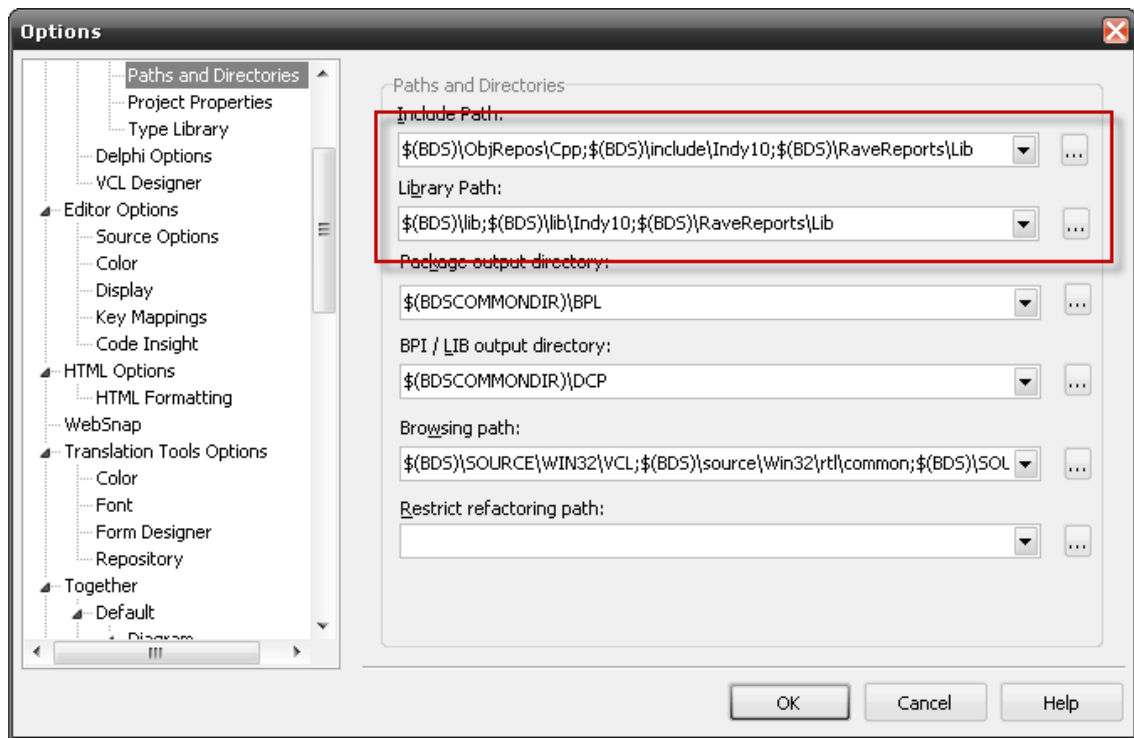 Options
Paths and Directories
Project Properties
Type Library
Delphi Options
VCL Designer
Editor Options
Source Options
Color
Display
Key Mappings
Code Insight
HTML Options
HTML Formatting
WebSnap
Translation Tools Options
Color
Font
Form Designer
Repository
Together
Default
Diagram
Paths and Directories
Include Path:
$(BDS)\ObjRepos\Cpp;$(BDS)\include\Indy10;$(BDS)\RaveReports\Lib
...
Library Path:
$(BDS)\lib;$(BDS)\lib\Indy10;$(BDS)\RaveReports\Lib
...
Package output directory:
$(BDSCOMMONDIR)\BPL
...
BPI / LIB output directory:
$(BDSCOMMONDIR)\DCP
...
Browsing path:
$(BDS)\SOURCE\WIN32\VCL;$(BDS)\source\Win32\rtl\common;$(BDS)\SOL
...
Restrict refactoring path:
...
OK
Cancel
Help